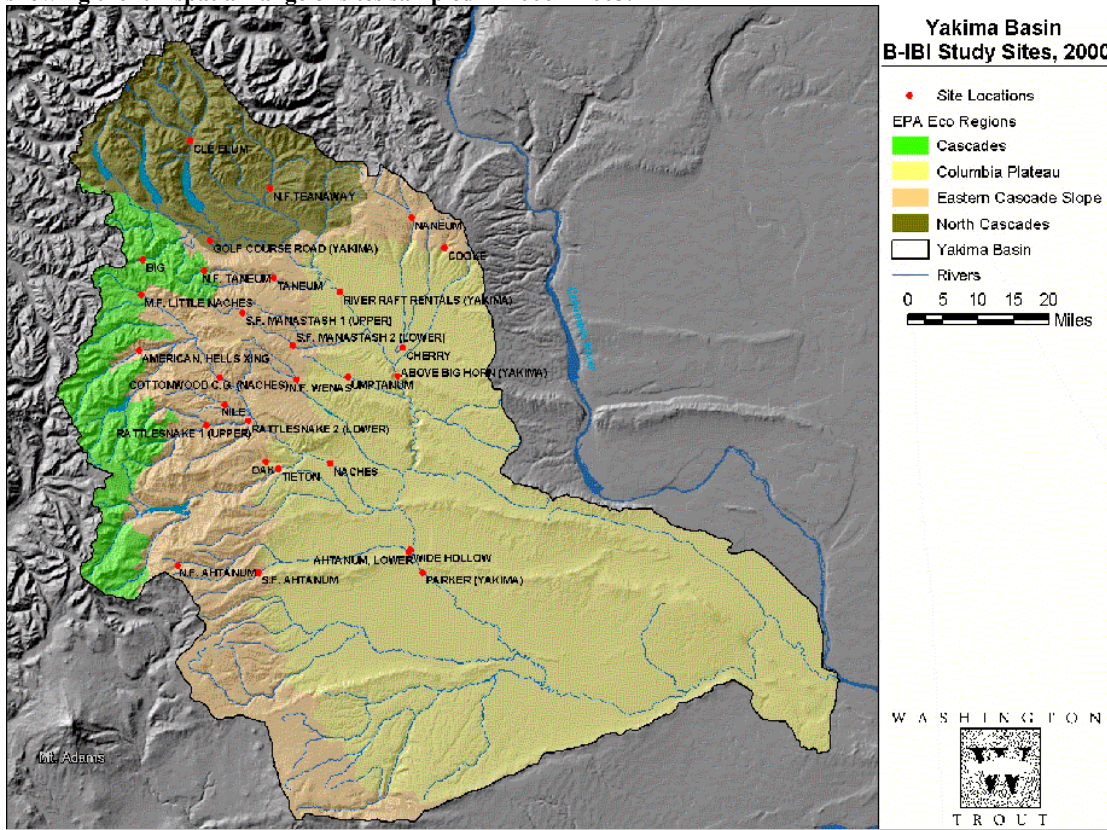 Yakima Basin
B-IBI Study Sites, 2000
Site Locations
EPA Eco Regions
Cascades
Columbia Plateau
Eastern Cascade Slope
North Cascades
Yakima Basin
Rivers
0 5 10 15 20
Miles
CLE ELUM
N.F. TEANAWAY
NANEUM
GOLF COURSE ROAD (YAKIMA)
COOKE
BIG
N.F. TANEUM
TANEUM
RIVER RAFT RENTALS (YAKIMA)
M.F. LITTLE NACHES
S.F. MANASTASH 1 (UPPER)
S.F. MANASTASH 2 (LOWER)
CHERRY
AMERICAN, HELLS XING
ABOVE BIG HORN (YAKIMA)
COTTONWOOD C.G. (NACHES)
N.F. WENAS
UMPTANUM
NILE
RATTLESNAKE 1 (UPPER)
RATTLESNAKE 2 (LOWER)
OAK
TIETON
NACHES
AHTANUM, LOWER
WIDE HOLLOW
N.F. AHTANUM
S.F. AHTANUM
PARKER (YAKIMA)
Mt. Adams
WASHINGTON
TROUT